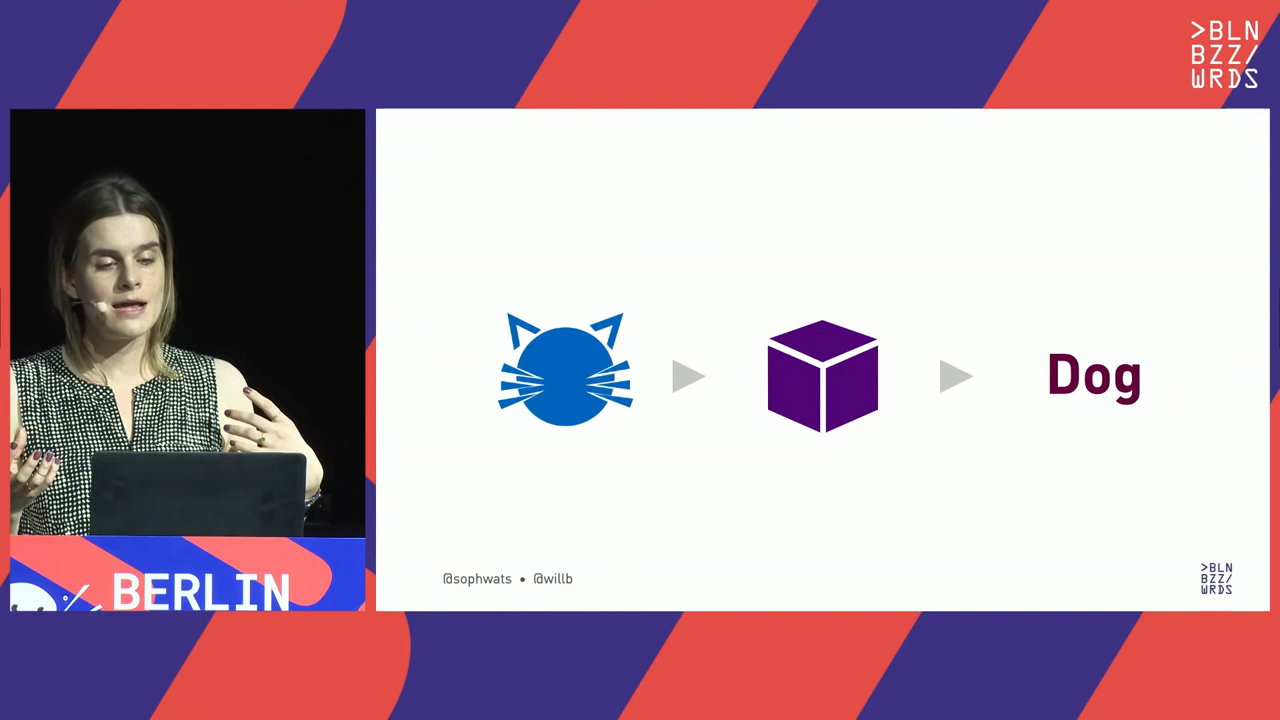 >BLN
BZZ/
WRDS
Dog
BERLIN
@sophwats • @willb
>BLN
BZZ/
WRDS